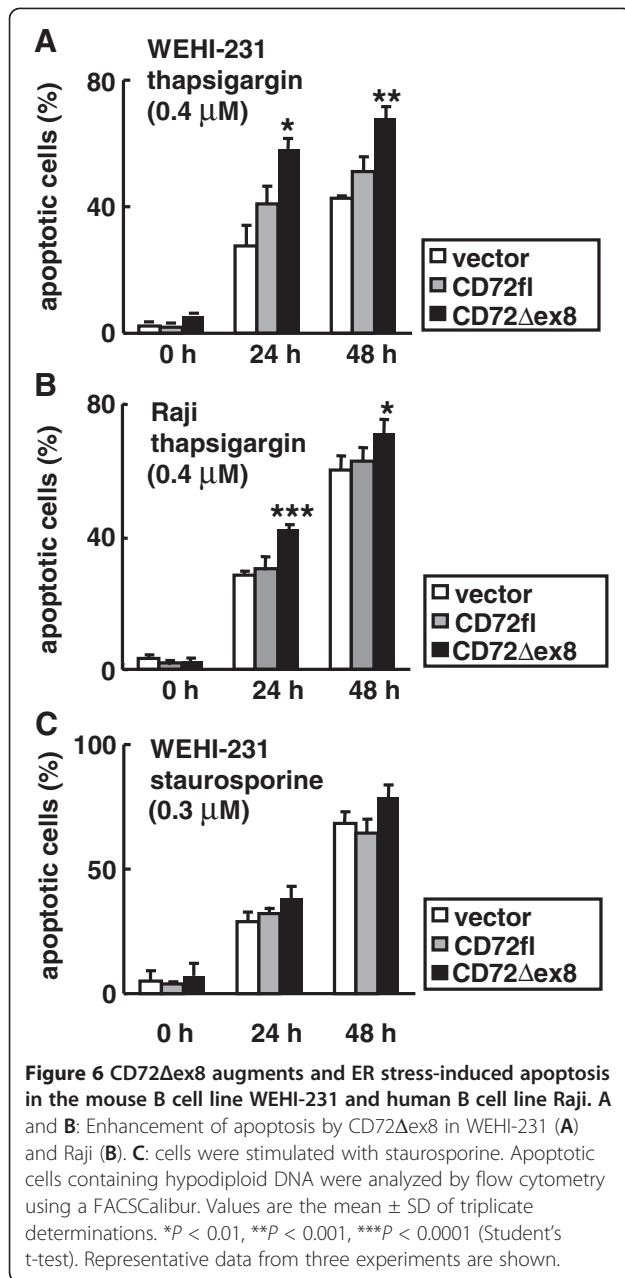 A
WEHI-231
thapsigargin
(0.4 μM)
apoptotic cells (%)
80
40
0
*
**
0 h 24 h 48 h
vector
CD72fl
CD72Δex8
B
Raji
thapsigargin
(0.4 μM)
apoptotic cells (%)
80
40
0
***
*
0 h 24 h 48 h
vector
CD72fl
CD72Δex8
C
WEHI-231
staurosporine
(0.3 μM)
apoptotic cells (%)
100
50
0
0 h 24 h 48 h
vector
CD72fl
CD72Δex8
Figure 6 CD72Δex8 augments and ER stress-induced apoptosis
in the mouse B cell line WEHI-231 and human B cell line Raji. A
and B: Enhancement of apoptosis by CD72Δex8 in WEHI-231 (A)
and Raji (B). C: cells were stimulated with staurosporine. Apoptotic
cells containing hypodiploid DNA were analyzed by flow cytometry
using a FACSCalibur. Values are the mean ± SD of triplicate
determinations. *P < 0.01, **P < 0.001, ***P < 0.0001 (Student's
t-test). Representative data from three experiments are shown.